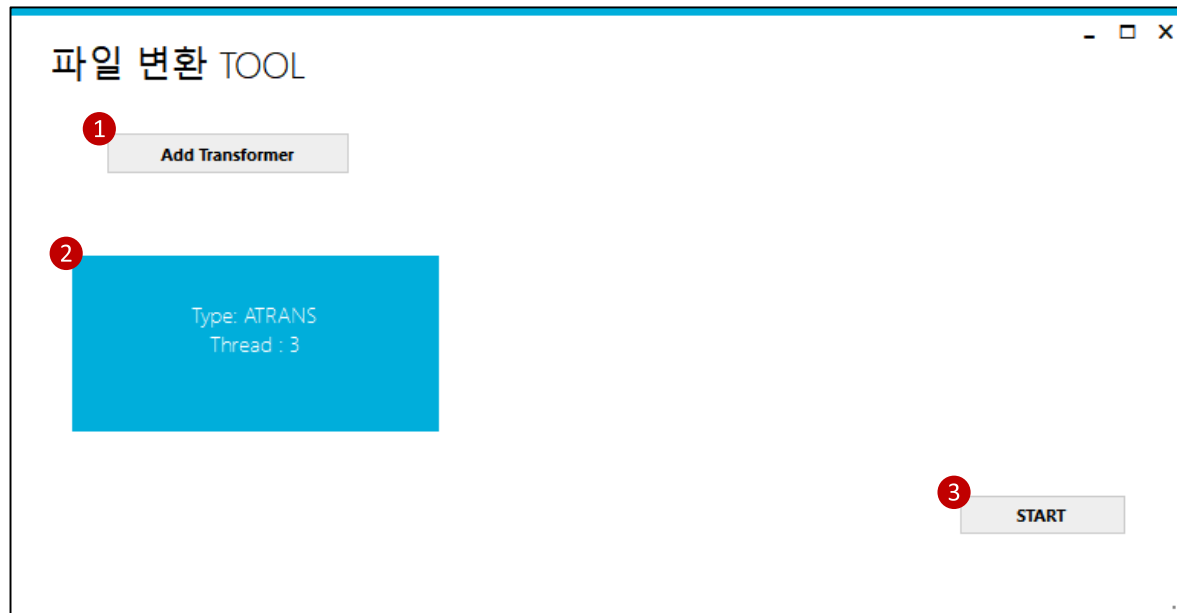 파일 변환 TOOL
1
Add Transformer
2
Type: ATRANS
Thread : 3
3
START